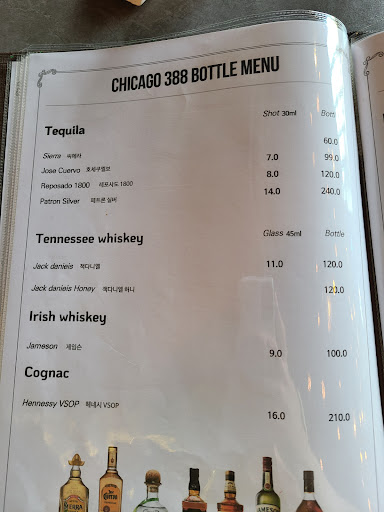 CHICAGO 388 BOTTLE MENU
Tequila Shot 30ml
Sierra 씨에라 60.0
Jose Cuervo 호세쿠엘보 7.0 99.0
Reposado 1800 레포사도 1800 8.0 120.0
Patron Silver 페트론 실버 14.0 240.0
Tennessee whiskey Glass 45ml Bottle
Jack daniels 잭다니엘 11.0 120.0
Jack daniels Honey 잭다니엘 허니 120.0
Irish whiskey
Jameson 제임슨 9.0 100.0
Cognac
Hennessy VSOP 헤네시 VSOP 16.0 210.0
SIERRA